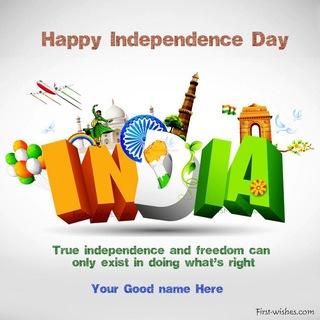 Happy Independence Day
INDIA
True independence and freedom can
only exist in doing what's right
Your Good name Here
First-wishes.com